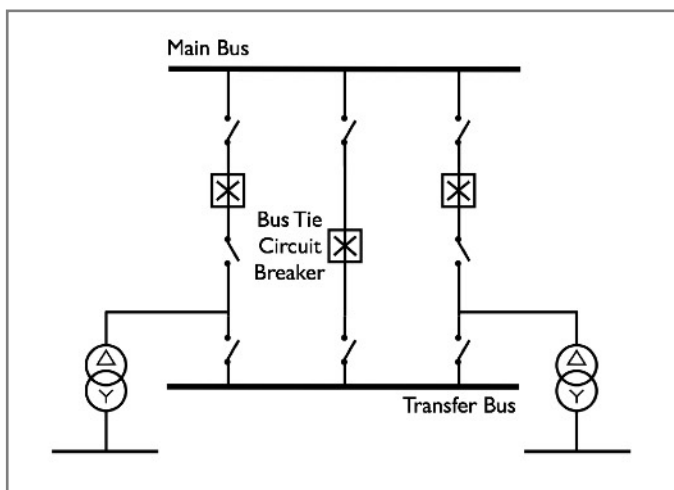 Main Bus
Bus Tie
Circuit
Breaker
Transfer Bus
Δ
Y
Δ
Y